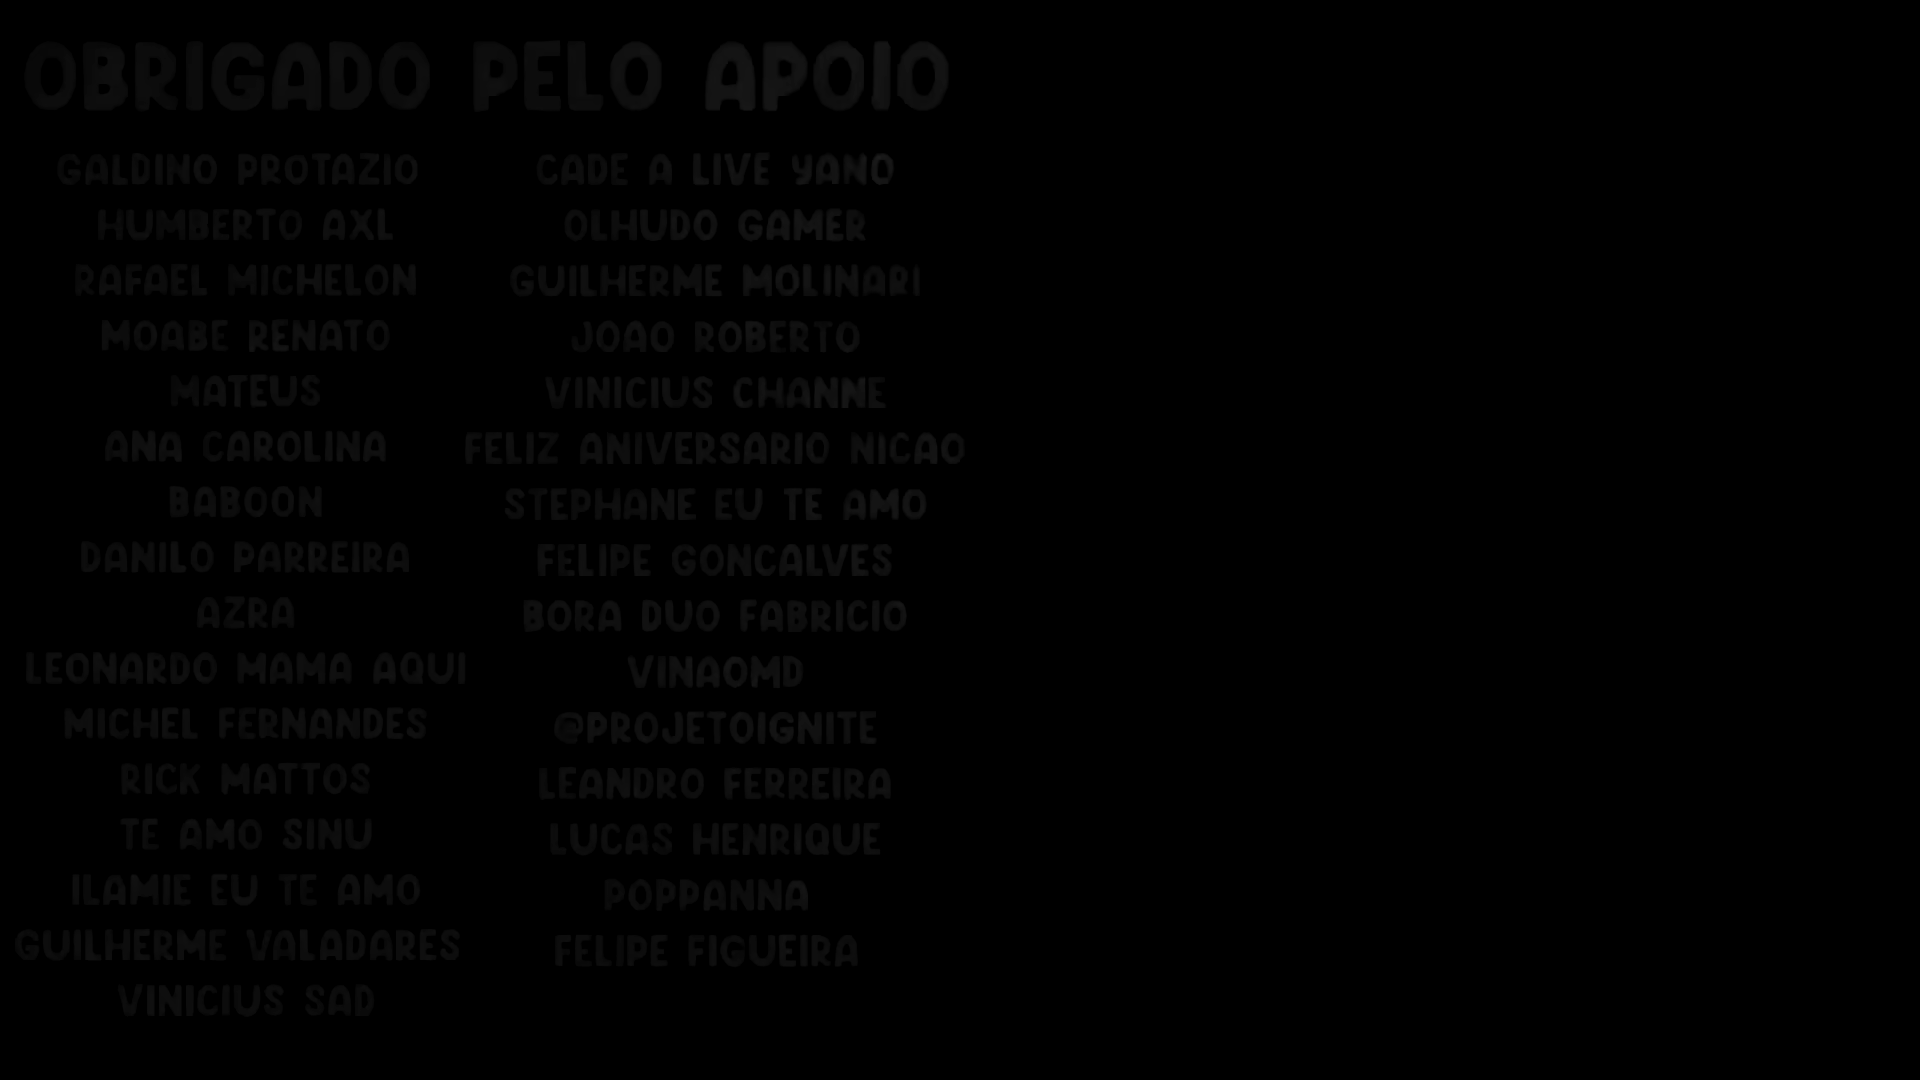 OBRIGADO PELO APOIO
GALDINO PROTAZIO
HUMBERTO AXL
RAFAEL MICHELON
MOABE RENATO
MATEUS
ANA CAROLINA
BABOON
DANILO PARREIRA
AZRA
LEONARDO MAMA AQUI
MICHEL FERNANDES
RICK MATTOS
TE AMO SINU
ILAMIE EU TE AMO
GUILHERME VALADARES
VINICIUS SAD
CADE A LIVE YANO
OLHUDO GAMER
GUILHERME MOLINARI
JOAO ROBERTO
VINICIUS CHANNE
FELIZ ANIVERSARIO NICAO
STEPHANE EU TE AMO
FELIPE GONCALVES
BORA DUO FABRICIO
VINAOMD
@PROJETOIGNITE
LEANDRO FERREIRA
LUCAS HENRIQUE
POPPANNA
FELIPE FIGUEIRA